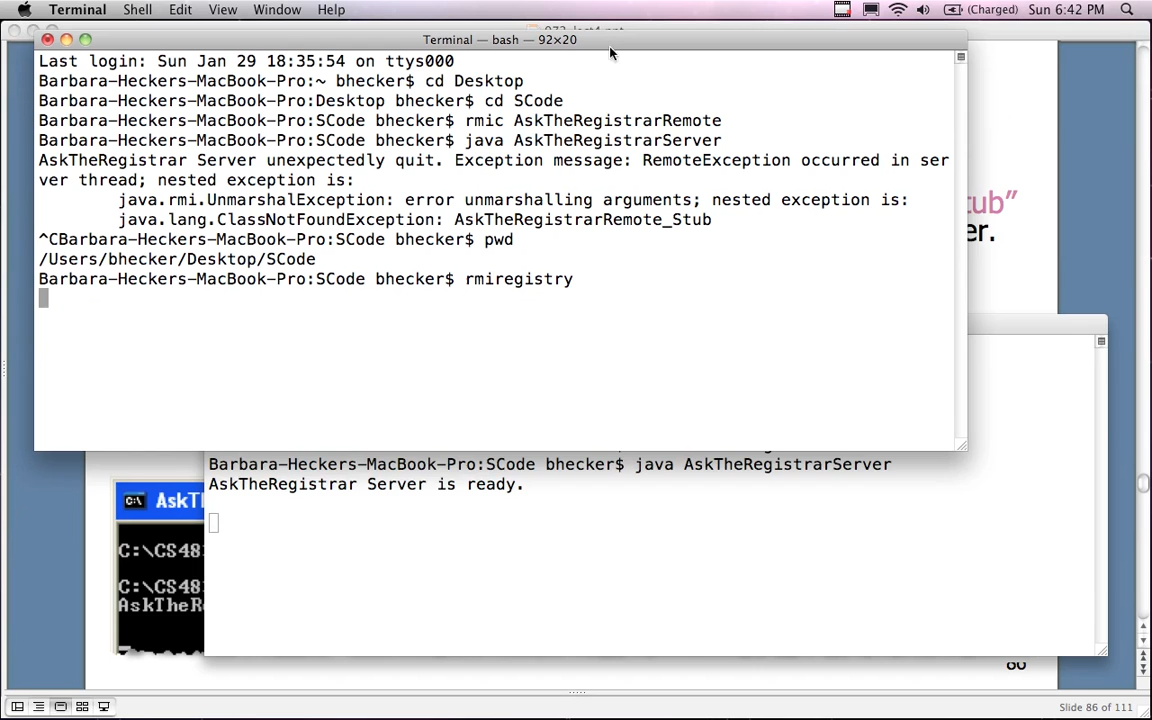 Terminal Shell Edit View Window Help (Charged) Sun 6:42 PM
Terminal — bash — 92×20
Last login: Sun Jan 29 18:35:54 on ttys000
Barbara-Heckers-MacBook-Pro:~ bhecker$ cd Desktop
Barbara-Heckers-MacBook-Pro:Desktop bhecker$ cd SCode
Barbara-Heckers-MacBook-Pro:SCode bhecker$ rmic AskTheRegistrarRemote
Barbara-Heckers-MacBook-Pro:SCode bhecker$ java AskTheRegistrarServer
AskTheRegistrar Server unexpectedly quit. Exception message: RemoteException occurred in ser
ver thread; nested exception is:
java.rmi.UnmarshalException: error unmarshalling arguments; nested exception is:
java.lang.ClassNotFoundException: AskTheRegistrarRemote_Stub
^CBarbara-Heckers-MacBook-Pro:SCode bhecker$ pwd
/Users/bhecker/Desktop/SCode
Barbara-Heckers-MacBook-Pro:SCode bhecker$ rmiregistry
tub”
er.
Barbara-Heckers-MacBook-Pro:SCode bhecker$ java AskTheRegistrarServer
AskTheRegistrar Server is ready.
C:\ AskT
C:\CS48
C:\CS48
AskTheR
Slide 86 of 111